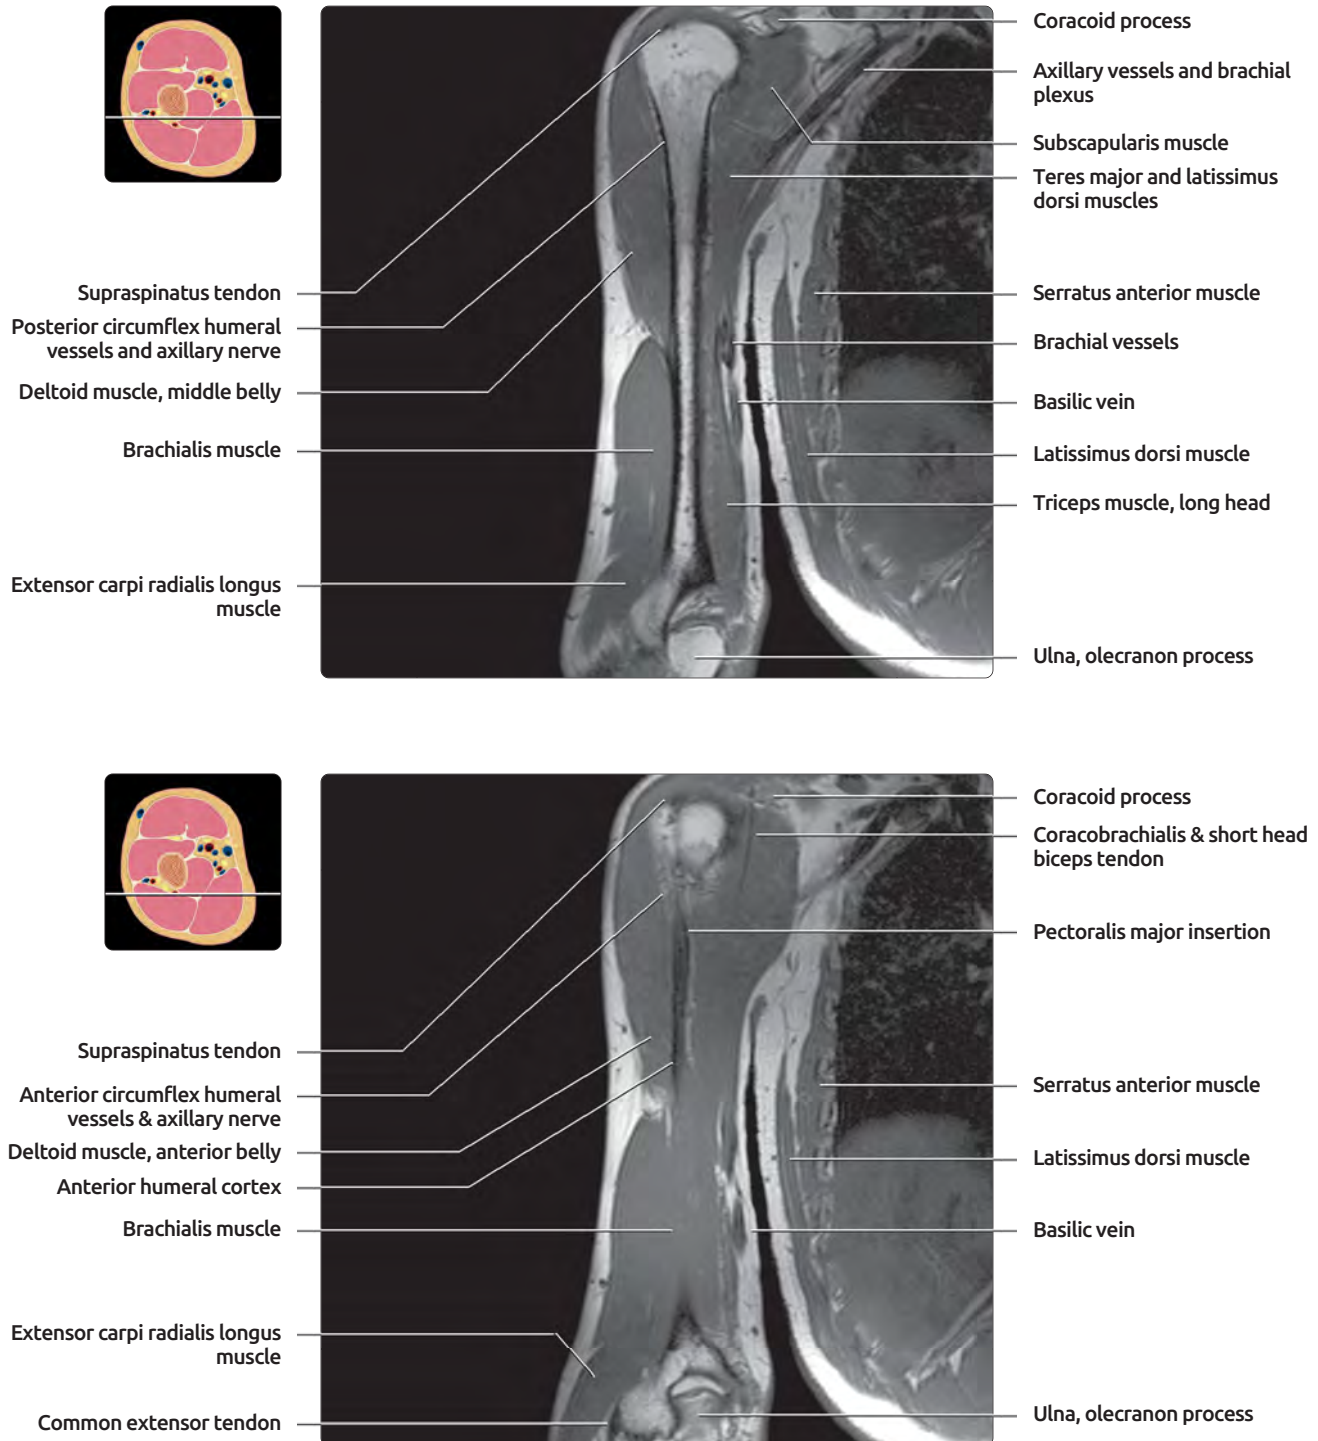 Coracoid process
Axillary vessels and brachial
plexus
Subscapularis muscle
Teres major and latissimus
dorsi muscles
Supraspinatus tendon
Posterior circumflex humeral
vessels and axillary nerve
Deltoid muscle, middle belly
Brachialis muscle
Extensor carpi radialis longus
muscle
Serratus anterior muscle
Brachial vessels
Basilic vein
Latissimus dorsi muscle
Triceps muscle, long head
Ulna, olecranon process
Coracoid process
Coracobrachialis & short head
biceps tendon
Pectoralis major insertion
Supraspinatus tendon
Anterior circumflex humeral
vessels & axillary nerve
Deltoid muscle, anterior belly
Anterior humeral cortex
Brachialis muscle
Extensor carpi radialis longus
muscle
Common extensor tendon
Serratus anterior muscle
Latissimus dorsi muscle
Basilic vein
Ulna, olecranon process